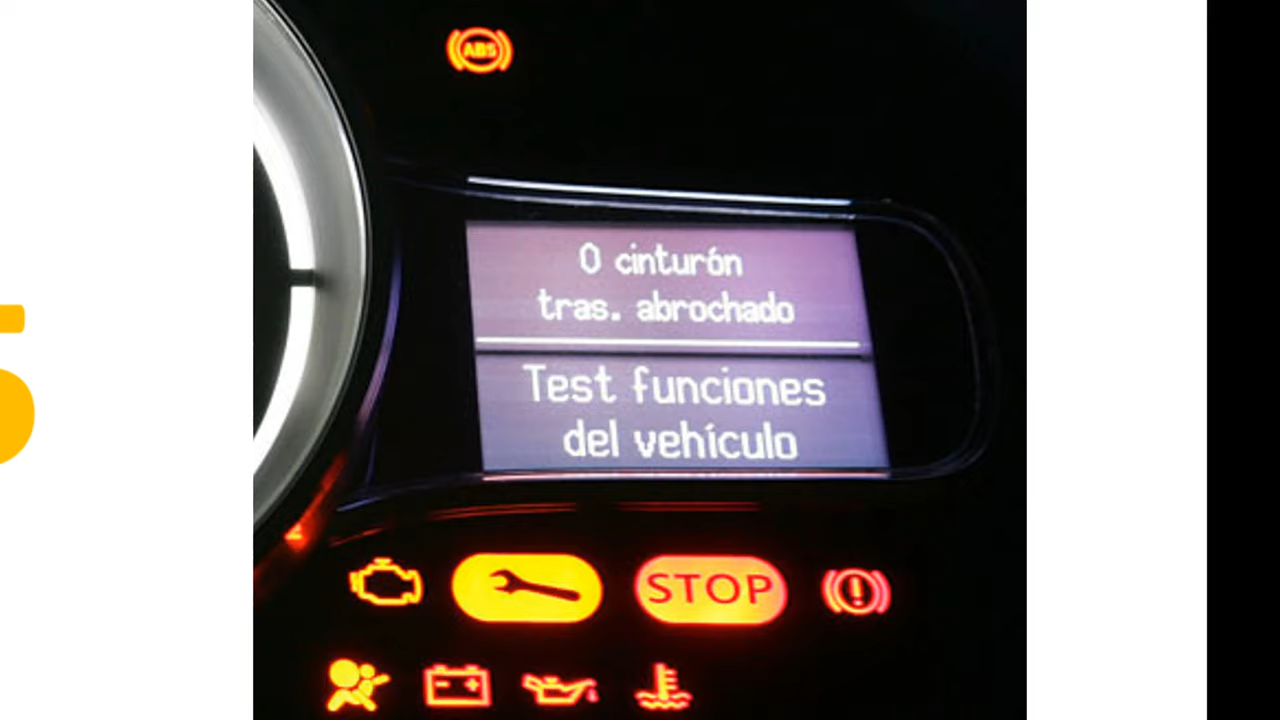 ABS
0 cinturón
tras. abrochado
Test funciones
del vehículo
STOP